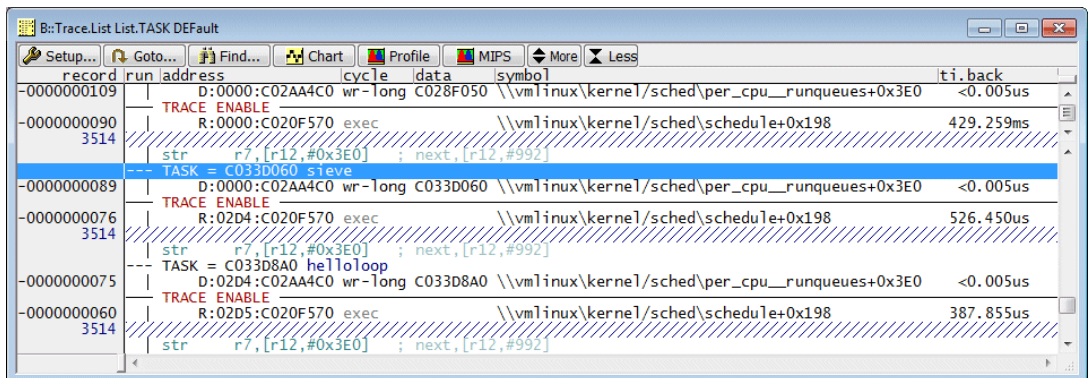 B::Trace.List List.TASK DEFault
Setup... Goto... Find... Chart Profile MIPS More Less
record run address cycle data symbol ti.back
-0000000109 | D:0000:C02AA4C0 wr-long C028F050 \\vmlinux\kernel/sched\per_cpu__runqueues+0x3E0 <0.005us
TRACE ENABLE
-0000000090 | R:0000:C020F570 exec \\vmlinux\kernel/sched\schedule+0x198 429.259ms
3514
str r7,[r12,#0x3E0] ; next,[r12,#992]
--- TASK = C033D060 sieve
-0000000089 | D:0000:C02AA4C0 wr-long C033D060 \\vmlinux\kernel/sched\per_cpu__runqueues+0x3E0 <0.005us
TRACE ENABLE
-0000000076 | R:02D4:C020F570 exec \\vmlinux\kernel/sched\schedule+0x198 526.450us
3514
str r7,[r12,#0x3E0] ; next,[r12,#992]
--- TASK = C033D8A0 helloloop
-0000000075 | D:02D4:C02AA4C0 wr-long C033D8A0 \\vmlinux\kernel/sched\per_cpu__runqueues+0x3E0 <0.005us
TRACE ENABLE
-0000000060 | R:02D5:C020F570 exec \\vmlinux\kernel/sched\schedule+0x198 387.855us
3514
str r7,[r12,#0x3E0] ; next,[r12,#992]